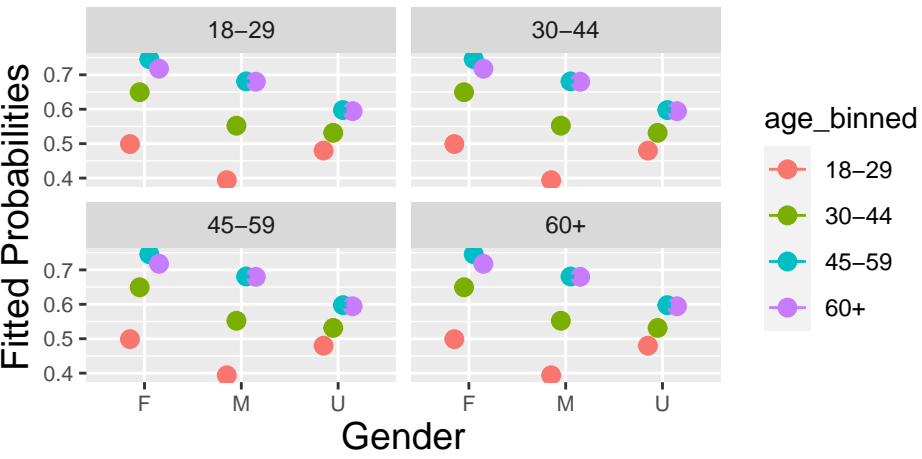 18−29
30−44
0.7
0.6
0.5
0.4
45−59
60+
0.7
0.6
0.5
0.4
F
M
U
F
M
U
Gender
Fitted Probabilities
age_binned
18−29
30−44
45−59
60+